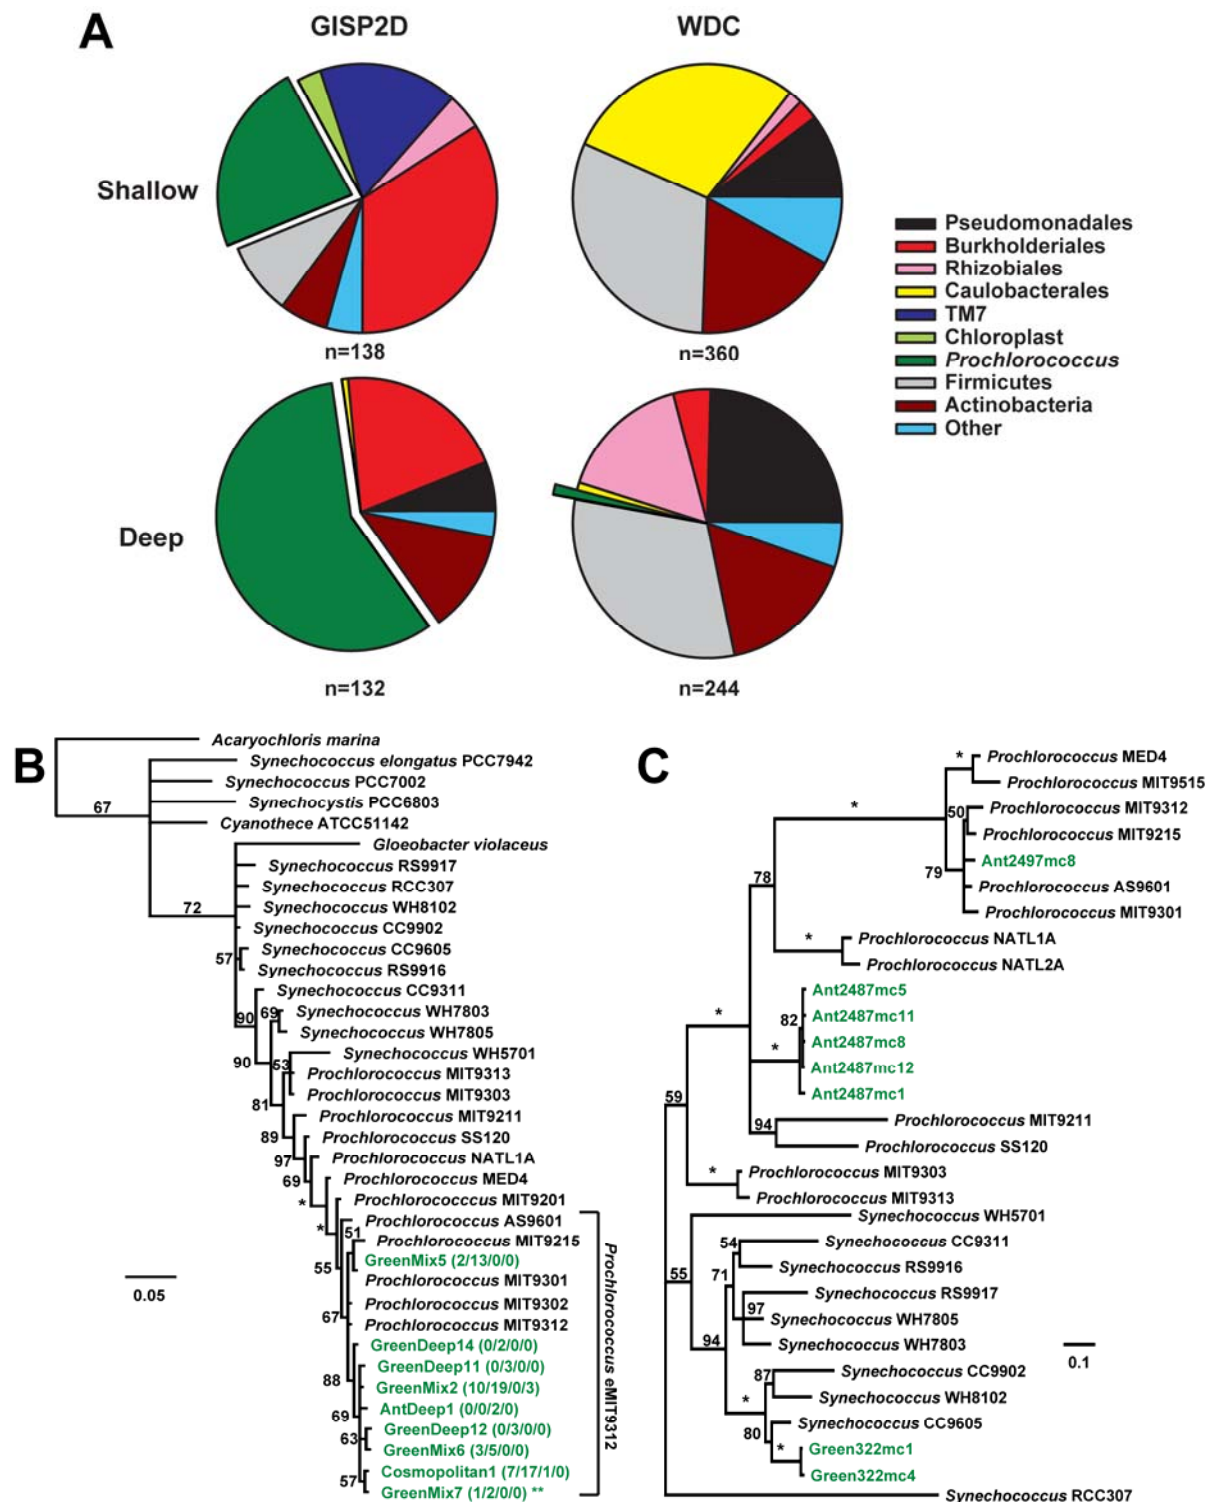 A
GISP2D
WDC
Shallow
n=138
n=360
Pseudomonadales
Burkholderiales
Rhizobiales
Caulobacterales
TM7
Chloroplast
Prochlorococcus
Firmicutes
Actinobacteria
Other
Deep
n=132
n=244
B
Acaryochloris marina
Synechococcus elongatus PCC7942
Synechococcus PCC7002
Synechocystis PCC6803
Cyanothece ATCC51142
Gloeobacter violaceus
Synechococcus RS9917
Synechococcus RCC307
Synechococcus WH8102
Synechococcus CC9902
Synechococcus CC9605
Synechococcus RS9916
Synechococcus CC9311
Synechococcus WH7803
Synechococcus WH7805
Synechococcus WH5701
Prochlorococcus MIT9313
Prochlorococcus MIT9303
Prochlorococcus MIT9211
Prochlorococcus SS120
Prochlorococcus NATL1A
Prochlorococcus MED4
Prochlorocccus MIT9201
Prochlorococcus AS9601
Prochlorococcus MIT9215
GreenMix5 (2/13/0/0)
Prochlorococcus MIT9301
Prochlorococcus MIT9302
Prochlorococcus MIT9312
GreenDeep14 (0/2/0/0)
GreenDeep11 (0/3/0/0)
GreenMix2 (10/19/0/3)
AntDeep1 (0/0/2/0)
GreenDeep12 (0/3/0/0)
GreenMix6 (3/5/0/0)
Cosmopolitan1 (7/17/1/0)
GreenMix7 (1/2/0/0) **
Prochlorococcus eMIT9312
67
72
57
90
69
90
53
81
89
97
69
*
*
51
55
67
88
69
63
57
0.05
C
Prochlorococcus MED4
Prochlorococcus MIT9515
Prochlorococcus MIT9312
Prochlorococcus MIT9215
Ant2497mc8
Prochlorococcus AS9601
Prochlorococcus MIT9301
Prochlorococcus NATL1A
Prochlorococcus NATL2A
Ant2487mc5
Ant2487mc11
Ant2487mc8
Ant2487mc12
Ant2487mc1
Prochlorococcus MIT9211
Prochlorococcus SS120
Prochlorococcus MIT9303
Prochlorococcus MIT9313
Synechococcus WH5701
Synechococcus CC9311
Synechococcus RS9916
Synechococcus RS9917
Synechococcus WH7805
Synechococcus WH7803
Synechococcus CC9902
Synechococcus WH8102
Synechococcus CC9605
Green322mc1
Green322mc4
Synechococcus RCC307
*
*
50
79
78
*
*
82
*
94
59
*
55
54
71
97
94
87
*
80
*
0.1